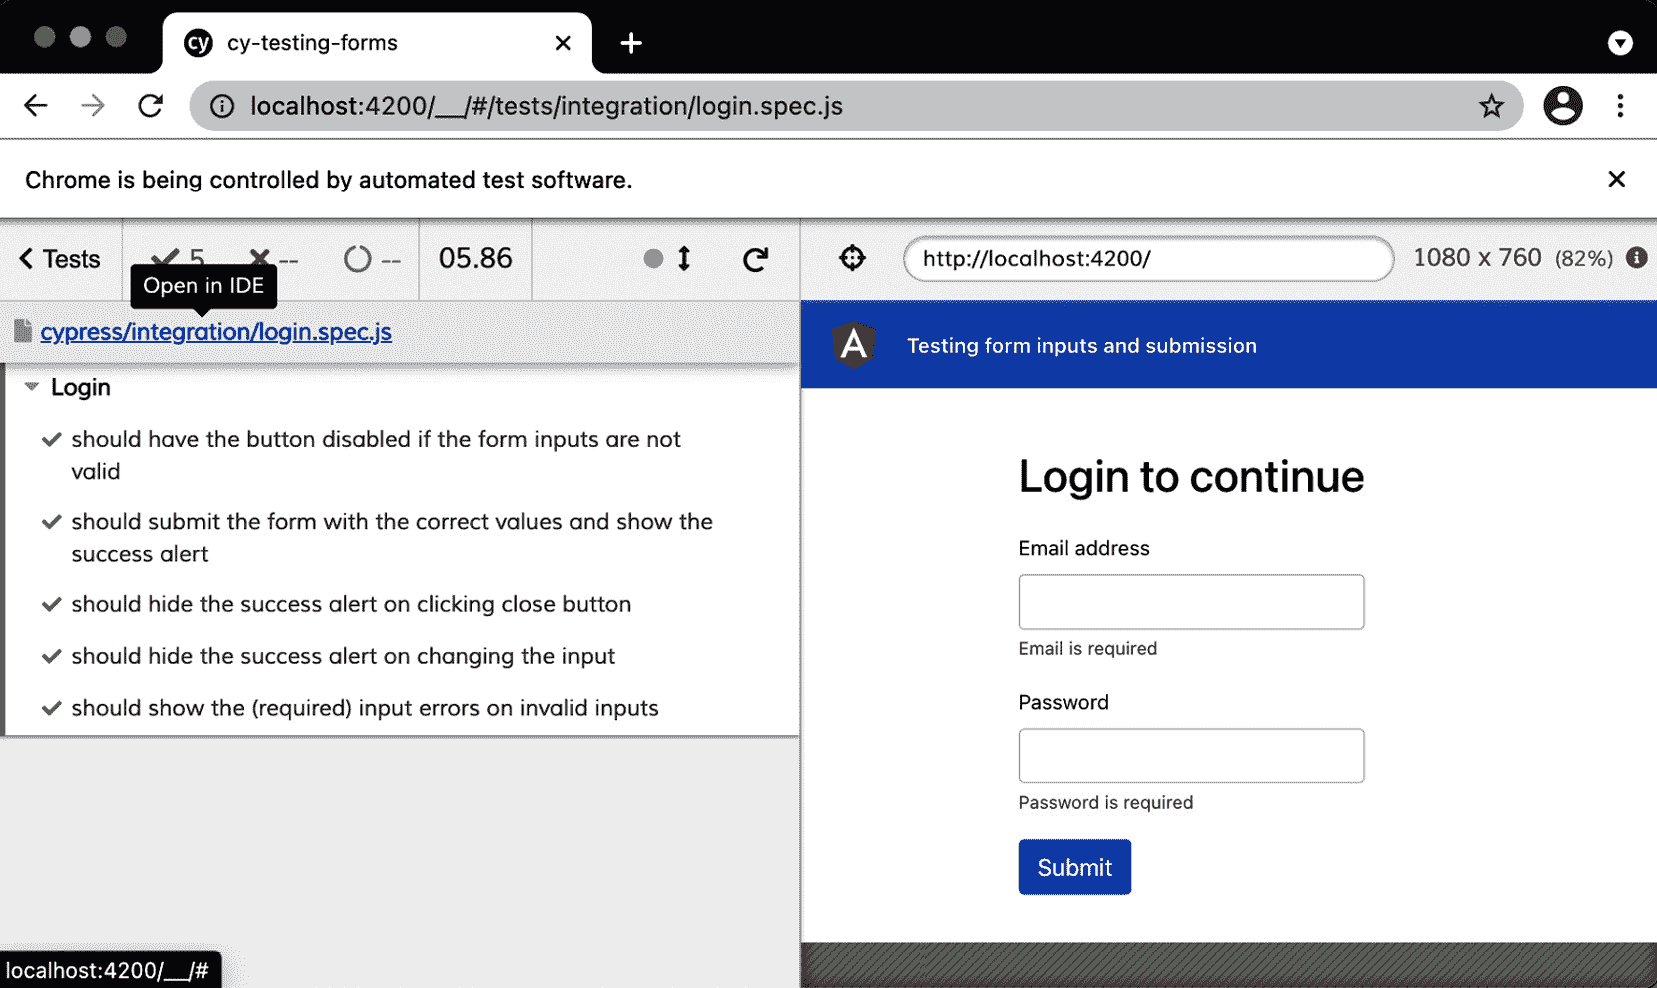 cy cy-testing-forms
localhost:4200/__/#/tests/integration/login.spec.js
Chrome is being controlled by automated test software.
Tests 5 -- -- 05.86
http://localhost:4200/ 1080 x 760 (82%)
Open in IDE
cypress/integration/login.spec.js
Login
should have the button disabled if the form inputs are not
valid
should submit the form with the correct values and show the
success alert
should hide the success alert on clicking close button
should hide the success alert on changing the input
should show the (required) input errors on invalid inputs
localhost:4200/__/#
A Testing form inputs and submission
Login to continue
Email address
Email is required
Password
Password is required
Submit